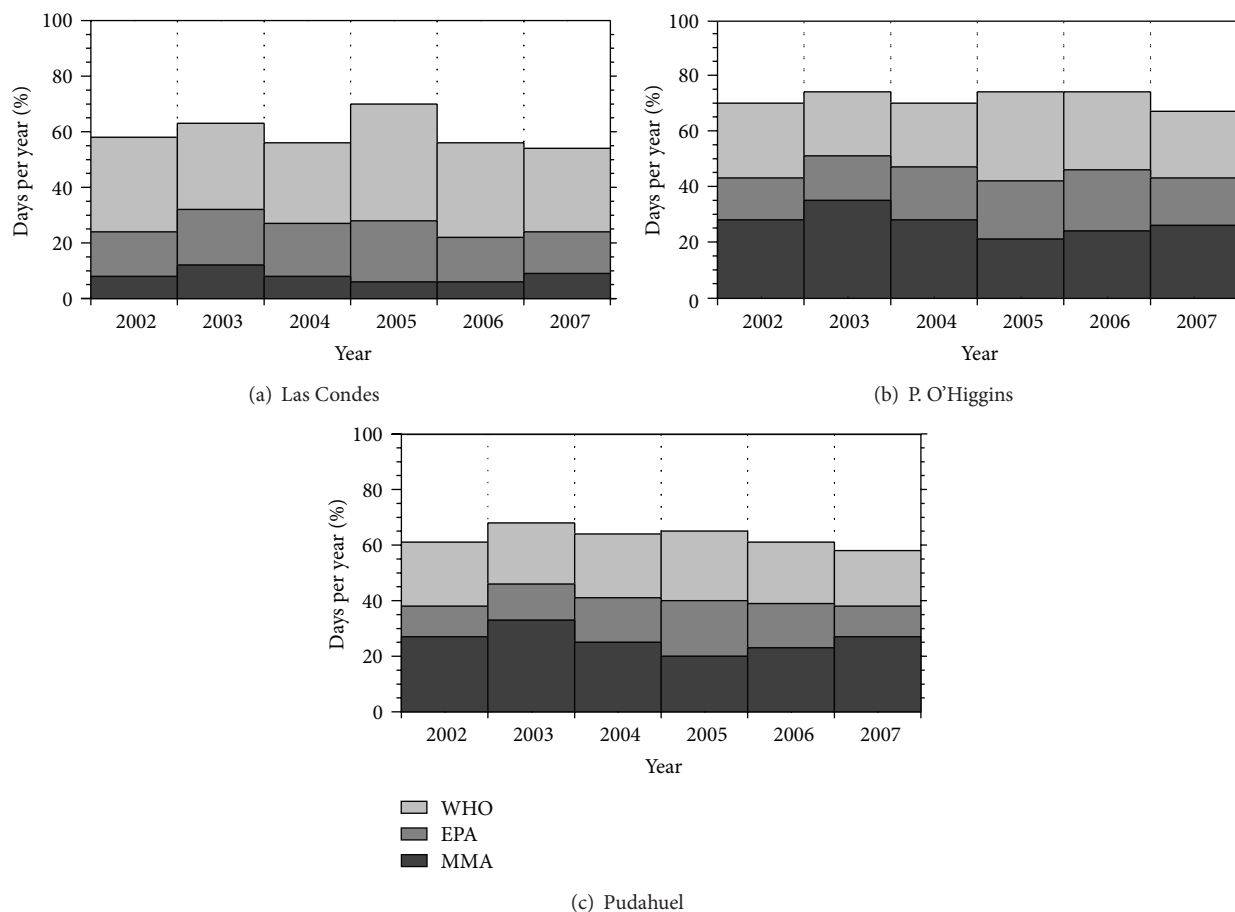 100
80
60
40
20
0
Days per year (%)
2002 2003 2004 2005 2006 2007
Year
(a) Las Condes
100
80
60
40
20
0
Days per year (%)
2002 2003 2004 2005 2006 2007
Year
(b) P. O’Higgins
100
80
60
40
20
0
Days per year (%)
2002 2003 2004 2005 2006 2007
Year
WHO
EPA
MMA
(c) Pudahuel